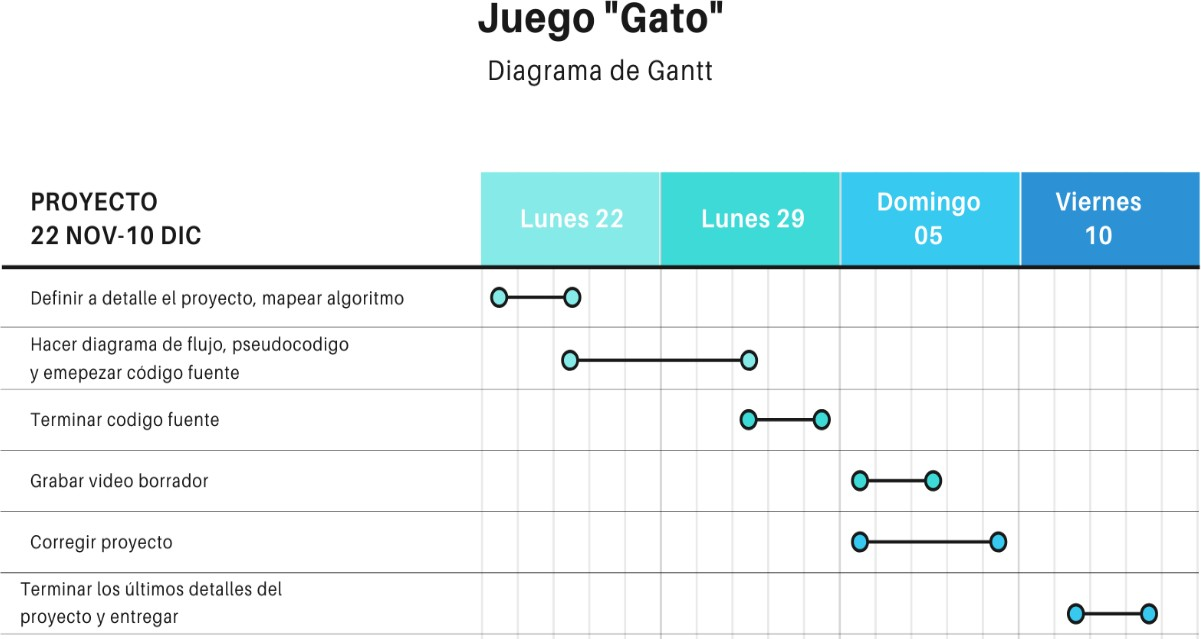 Juego "Gato"
Diagrama de Gantt
PROYECTO
22 NOV-10 DIC
Lunes 22
Lunes 29
Domingo
05
Viernes
10
Definir a detalle el proyecto, mapear algoritmo
Hacer diagrama de flujo, pseudocodigo
y emepezar código fuente
Terminar codigo fuente
Grabar video borrador
Corregir proyecto
Terminar los últimos detalles del
proyecto y entregar